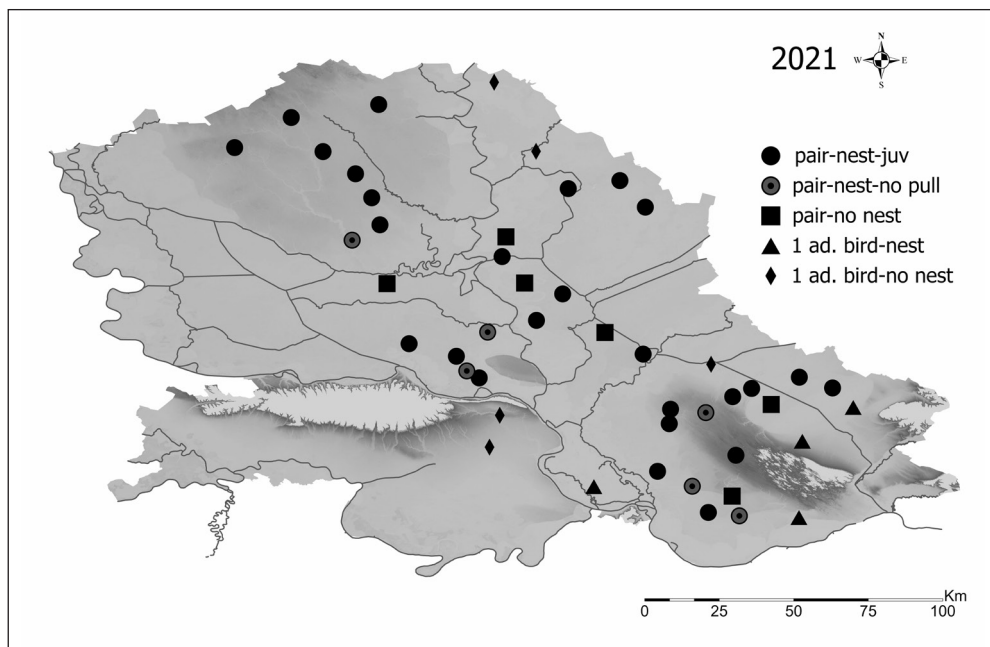 2021
N
W E
S
pair-nest-juv
pair-nest-no pull
pair-no nest
1 ad. bird-nest
1 ad. bird-no nest
Km
0 25 50 75 100